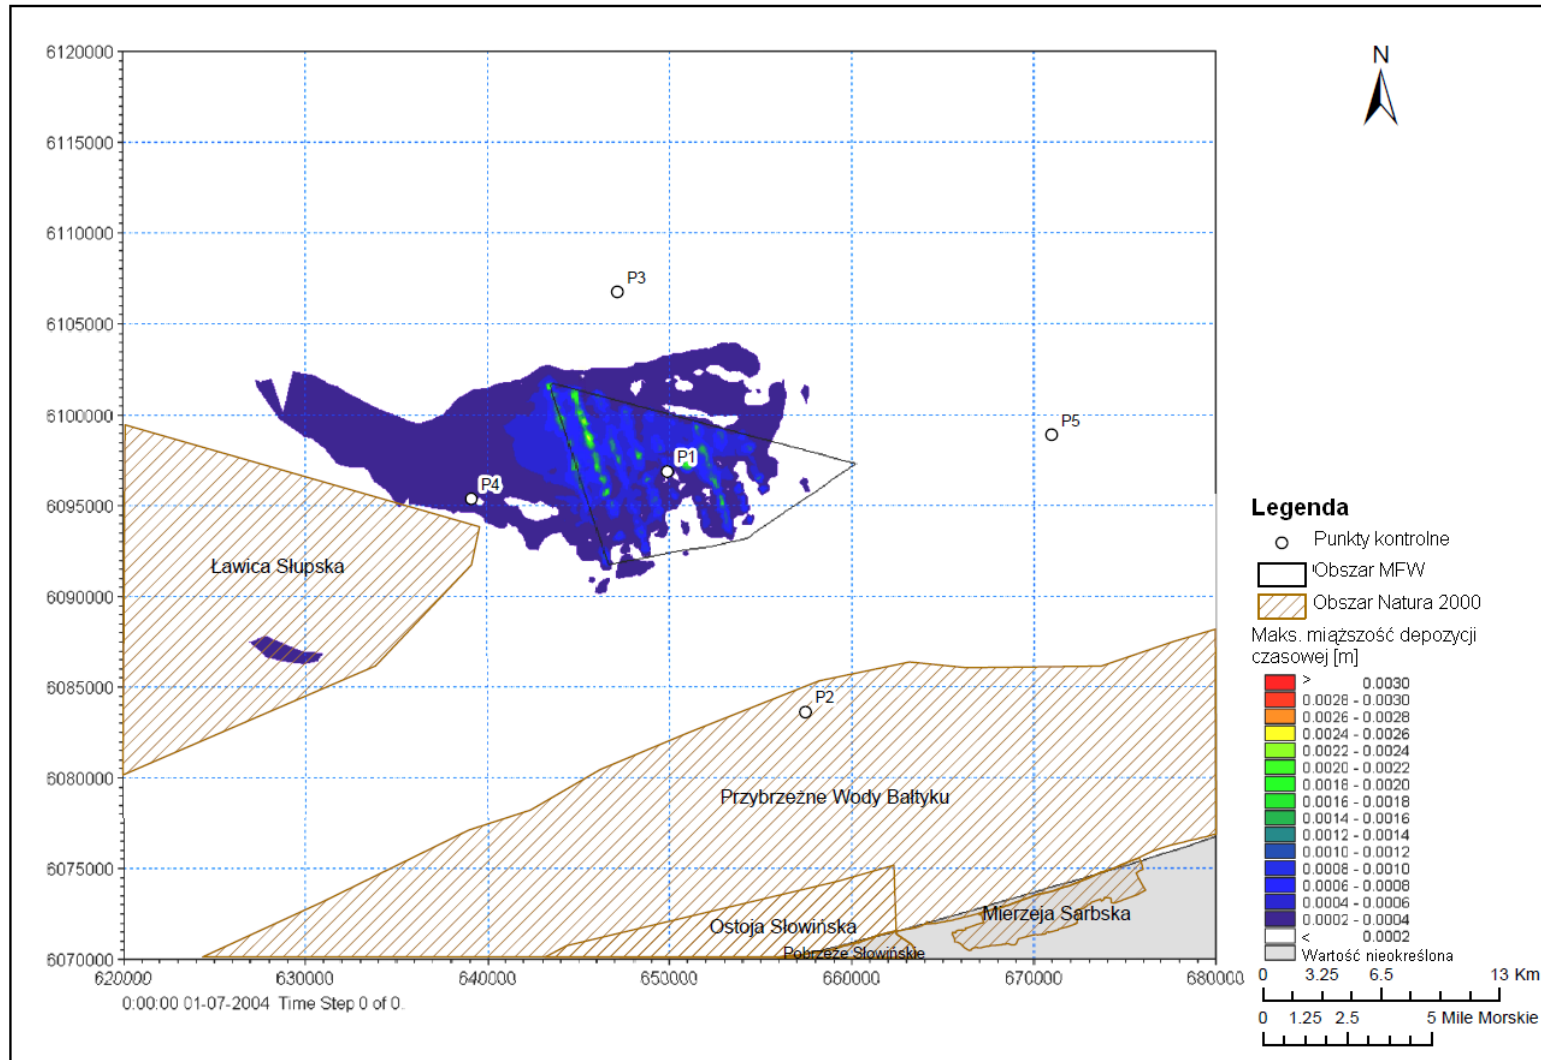 N
6120000
6115000
6110000
6105000
6100000
6095000
6090000
6085000
6080000
6075000
6070000
620000
630000
640000
650000
660000
670000
680000
P3
P5
P1
P4
P2
Ławica Słupska
Przybrzeżne Wody Bałtyku
Ostoja Słowińska
Mierzeja Sarbska
Pobrzeże Słowińskie
0:00:00 01-07-2004 Time Step 0 of 0.
Legenda
Punkty kontrolne
Obszar MFW
Obszar Natura 2000
Maks. miąższość depozycji
czasowej [m]
> 0.0030
0.0028 - 0.0030
0.0026 - 0.0028
0.0024 - 0.0026
0.0022 - 0.0024
0.0020 - 0.0022
0.0018 - 0.0020
0.0016 - 0.0018
0.0014 - 0.0016
0.0012 - 0.0014
0.0010 - 0.0012
0.0008 - 0.0010
0.0006 - 0.0008
0.0004 - 0.0006
0.0002 - 0.0004
< 0.0002
Wartość nieokreślona
0 3.25 6.5 13 Km
0 1.25 2.5 5 Mile Morskie